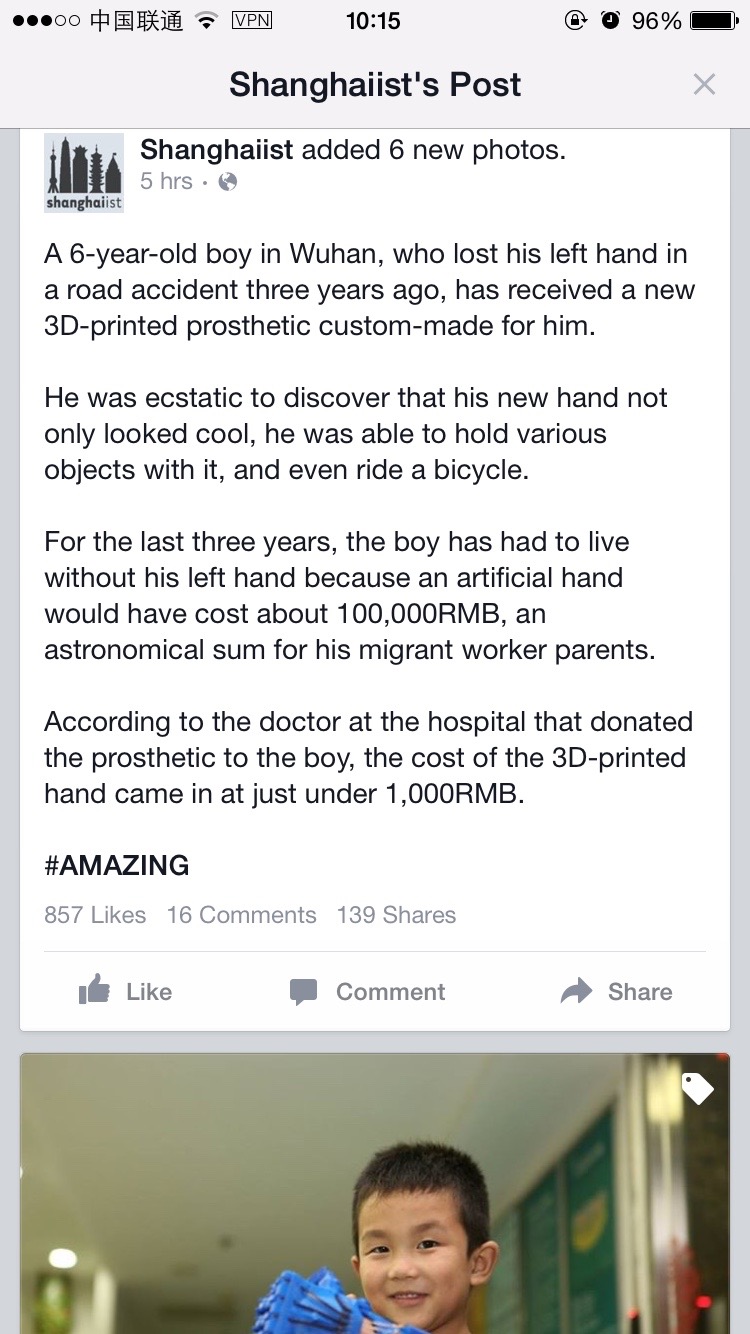 中国联通 VPN 10:15 96%
Shanghaiist's Post
shanghaiist
Shanghaiist added 6 new photos.
5 hrs ·
A 6-year-old boy in Wuhan, who lost his left hand in
a road accident three years ago, has received a new
3D-printed prosthetic custom-made for him.
He was ecstatic to discover that his new hand not
only looked cool, he was able to hold various
objects with it, and even ride a bicycle.
For the last three years, the boy has had to live
without his left hand because an artificial hand
would have cost about 100,000RMB, an
astronomical sum for his migrant worker parents.
According to the doctor at the hospital that donated
the prosthetic to the boy, the cost of the 3D-printed
hand came in at just under 1,000RMB.
#AMAZING
857 Likes 16 Comments 139 Shares
Like Comment Share